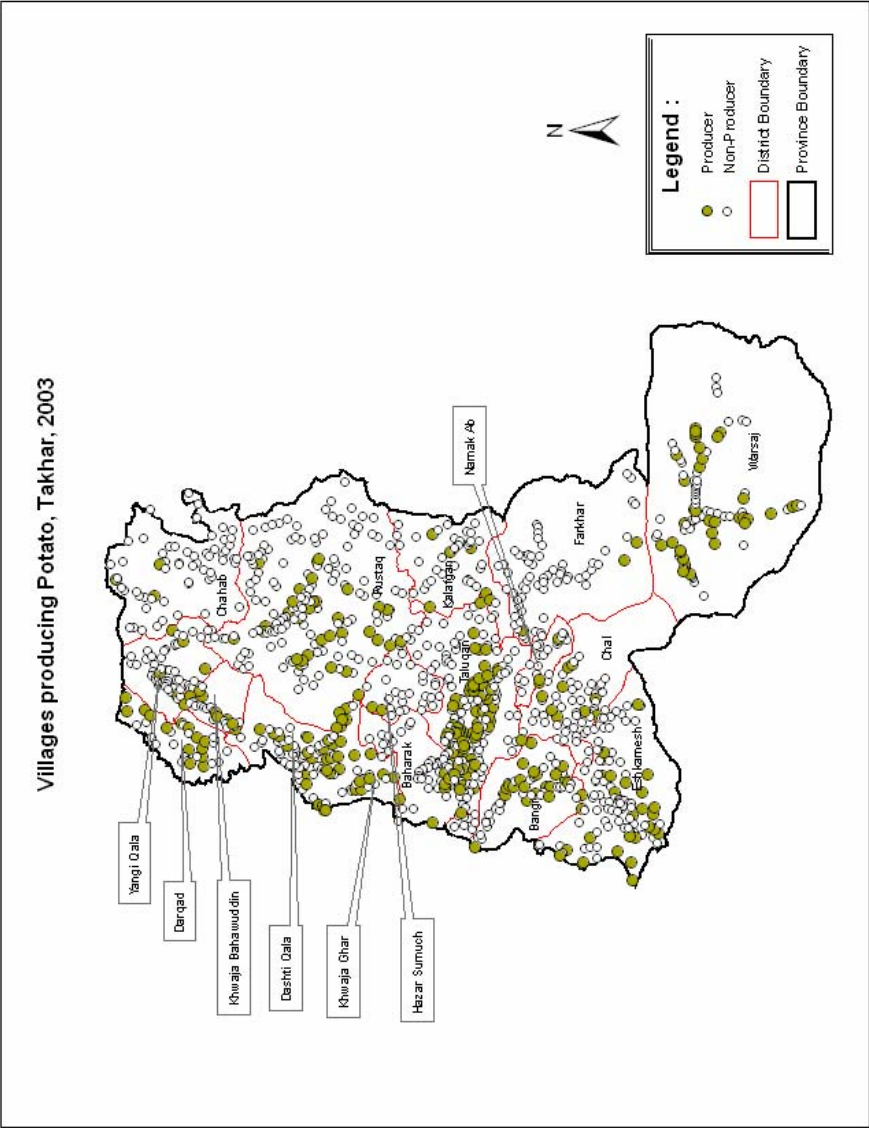 Villages producing Potato, Takhar, 2003
N
Legend :
Producer
Non-Producer
District Boundary
Province Boundary
Yangi Qala
Darqad
Khwaja Bahawuddin
Dashti Qala
Khwaja Ghar
Hazar Sumuch
Namak Ab
Chahab
Rustaq
Kalafgan
Taluqan
Baharak
Farkhar
Bangi
Chal
Eshkamesh
Warsaj